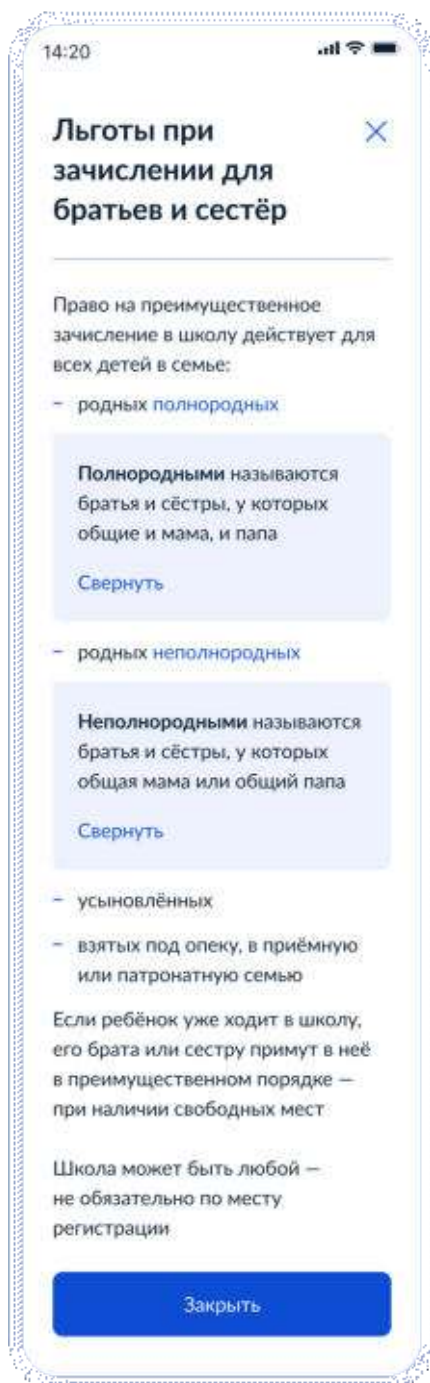 14:20
Льготы при
зачислении для
братьев и сестёр
Право на преимущественное
зачисление в школу действует для
всех детей в семье:
– родных полнородных
Полнородными называются
братья и сёстры, у которых
общие и мама, и папа
Свернуть
– родных неполнородных
Неполнородными называются
братья и сёстры, у которых
общая мама или общий папа
Свернуть
– усыновлённых
– взятых под опеку, в приёмную
или патронатную семью
Если ребёнок уже ходит в школу,
его брата или сестру примут в неё
в преимущественном порядке —
при наличии свободных мест
Школа может быть любой —
не обязательно по месту
регистрации
Закрыть